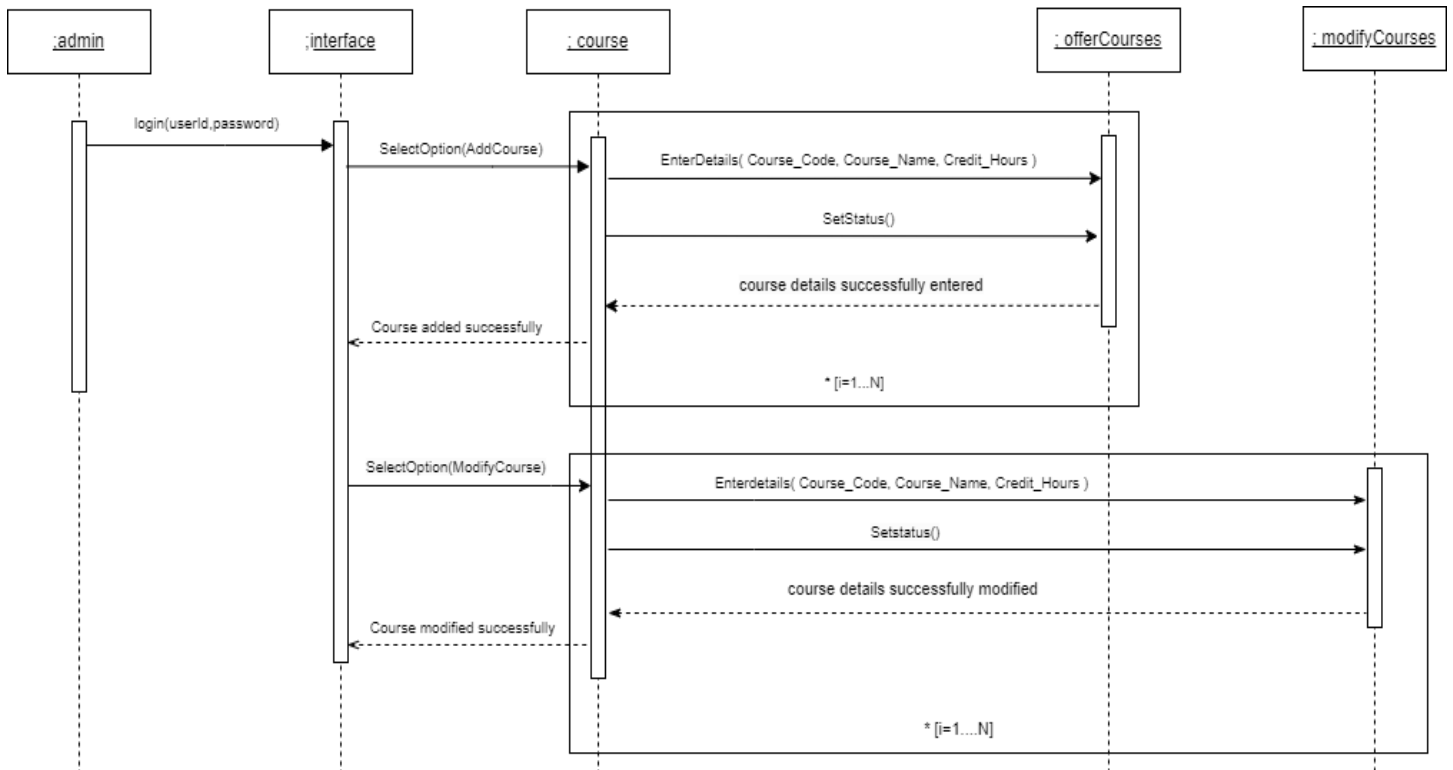 :admin
;interface
: course
: offerCourses
: modifyCourses
login(userId,password)
SelectOption(AddCourse)
EnterDetails( Course_Code, Course_Name, Credit_Hours )
SetStatus()
course details successfully entered
Course added successfully
* [i=1...N]
SelectOption(ModifyCourse)
Enterdetails( Course_Code, Course_Name, Credit_Hours )
Setstatus()
course details successfully modified
Course modified successfully
* [i=1....N]